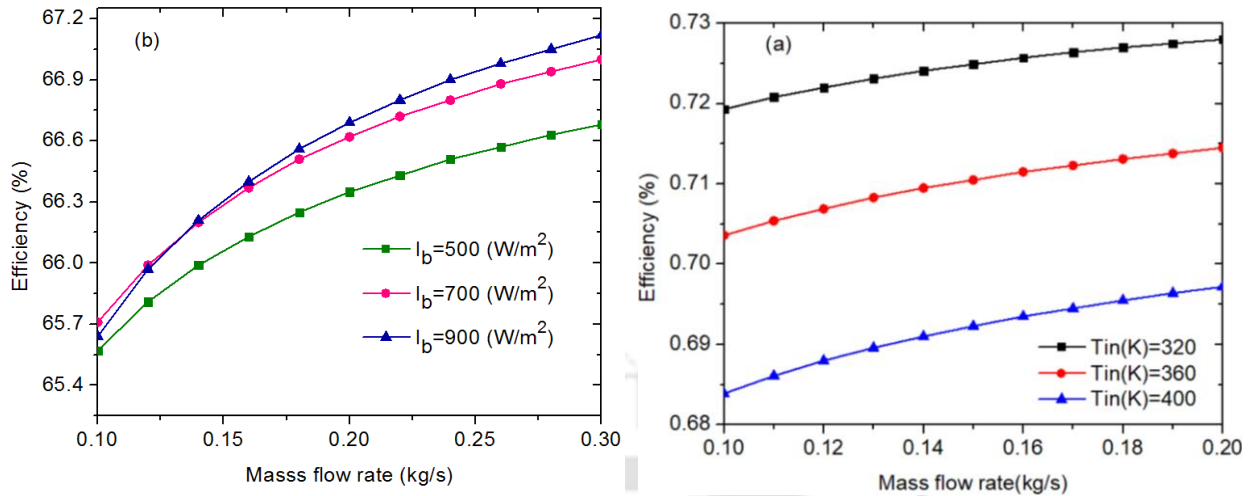 (b)
67.2
66.9
66.6
66.3
66.0
65.7
65.4
Efficiency (%)
I_b=500 (W/m²)
I_b=700 (W/m²)
I_b=900 (W/m²)
0.10 0.15 0.20 0.25 0.30
Masss flow rate (kg/s)
(a)
0.73
0.72
0.71
0.70
0.69
0.68
Efficiency (%)
Tin(K)=320
Tin(K)=360
Tin(K)=400
0.10 0.12 0.14 0.16 0.18 0.20
Mass flow rate(kg/s)